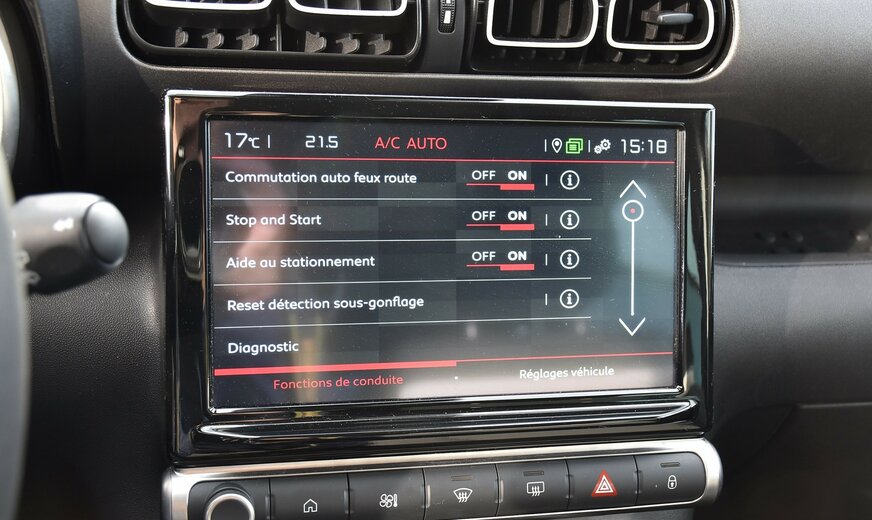 17°C 21.5 A/C AUTO 15:18
Commutation auto feux route OFF ON i
Stop and Start OFF ON i
Aide au stationnement OFF ON i
Reset détection sous-gonflage i
Diagnostic
Fonctions de conduite Réglages véhicule